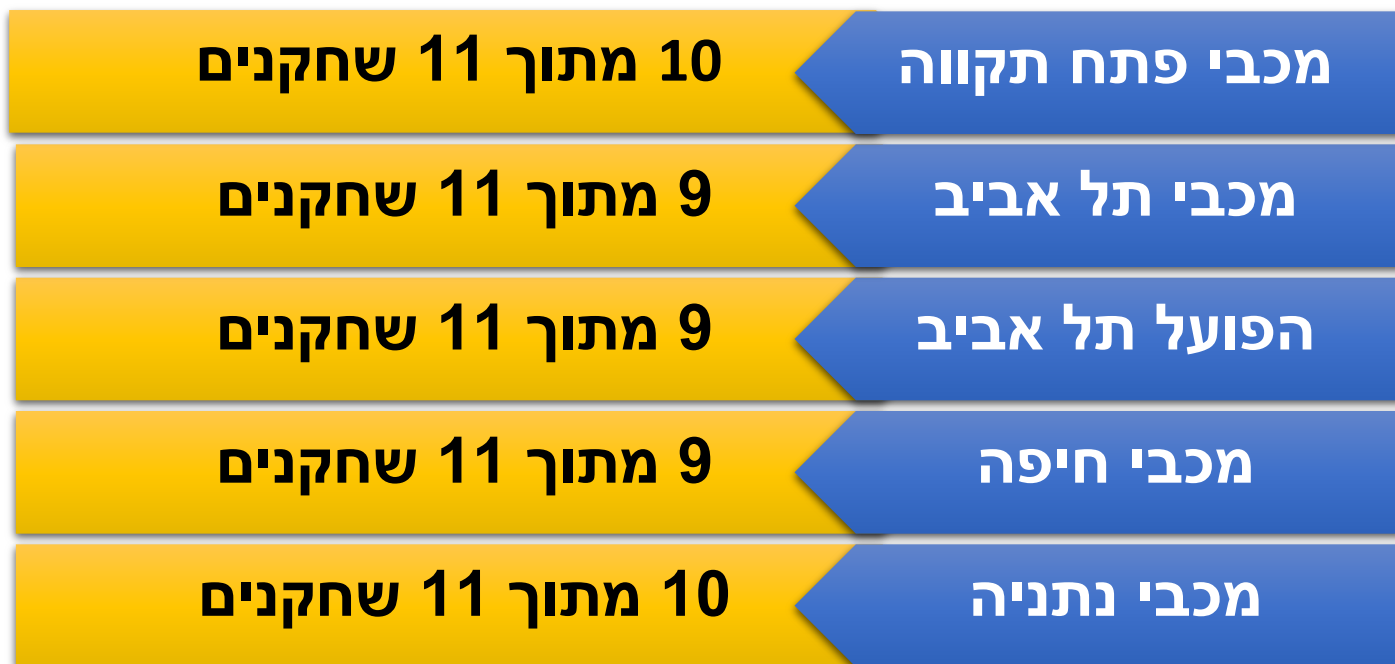 מכבי פתח תקווה 10 מתוך 11 שחקנים
מכבי תל אביב 9 מתוך 11 שחקנים
הפועל תל אביב 9 מתוך 11 שחקנים
מכבי חיפה 9 מתוך 11 שחקנים
מכבי נתניה 10 מתוך 11 שחקנים